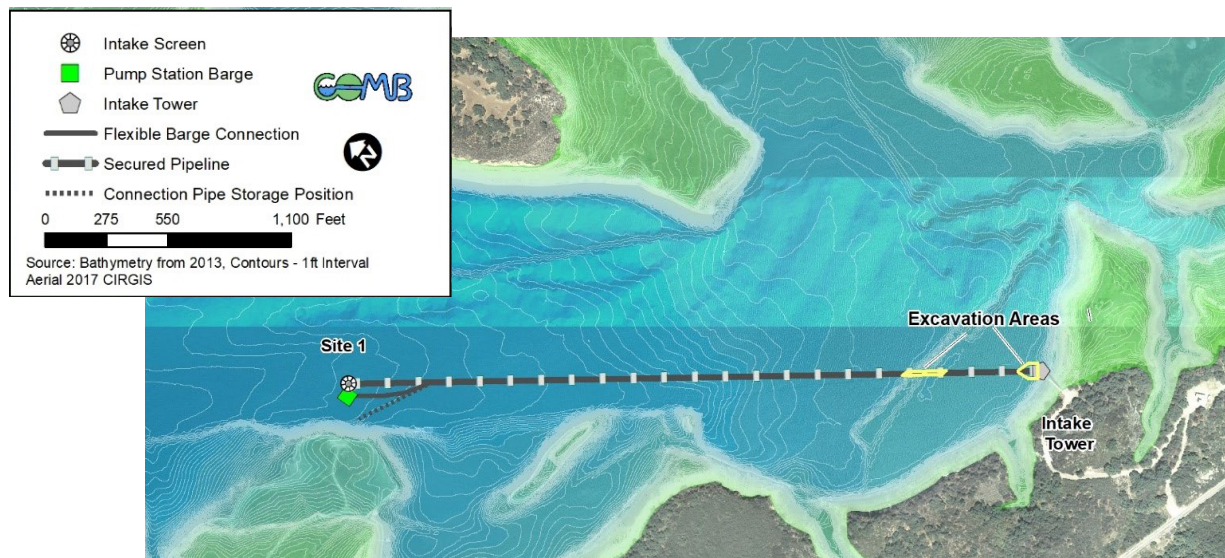 Intake Screen
Pump Station Barge
Intake Tower
Flexible Barge Connection
Secured Pipeline
Connection Pipe Storage Position
0 275 550 1,100 Feet
Source: Bathymetry from 2013, Contours - 1ft Interval
Aerial 2017 CIRGIS
COMB
N
Site 1
Excavation Areas
Intake
Tower